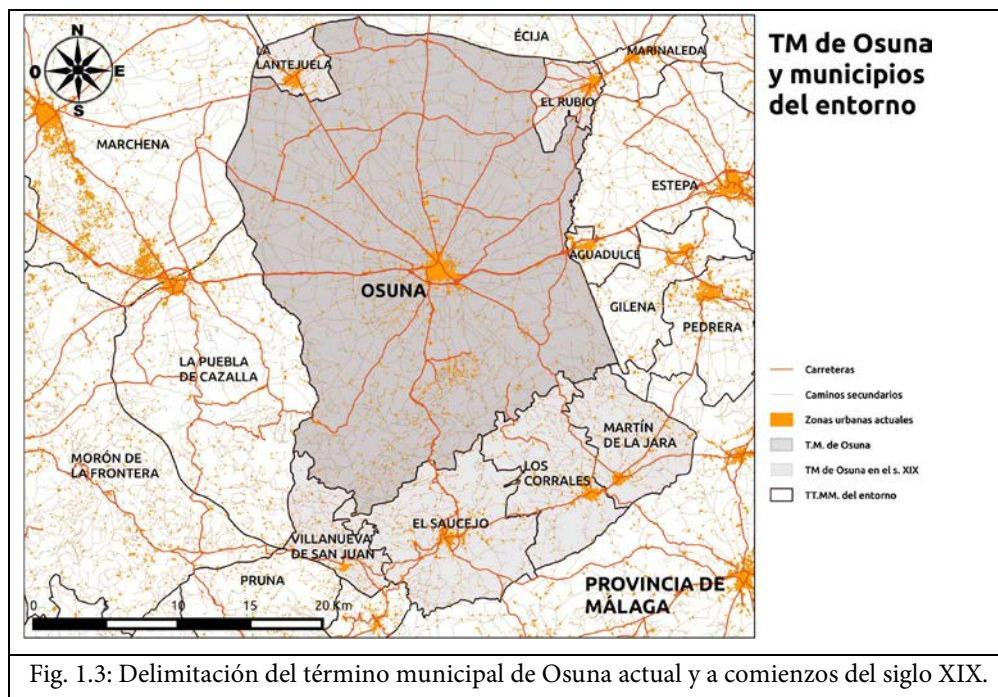 TM de Osuna
y municipios
del entorno
N
O
E
S
ÉCIJA
LA
LANTEJUELA
MARINALEDA
EL RUBIO
MARCHENA
ESTEPA
AGUADULCE
OSUNA
GILENA
PEDRERA
LA PUEBLA
DE CAZALLA
MARTÍN
DE LA JARA
MORÓN DE
LA FRONTERA
LOS
CORRALES
EL SAUCEJO
VILLANUEVA
DE SAN JUAN
PRUNA
PROVINCIA DE
MÁLAGA
0 5 10 15 20 Km
Carreteras
Caminos secundarios
Zonas urbanas actuales
T.M. de Osuna
TM de Osuna en el s. XIX
TT.MM. del entorno
Fig. 1.3: Delimitación del término municipal de Osuna actual y a comienzos del siglo XIX.